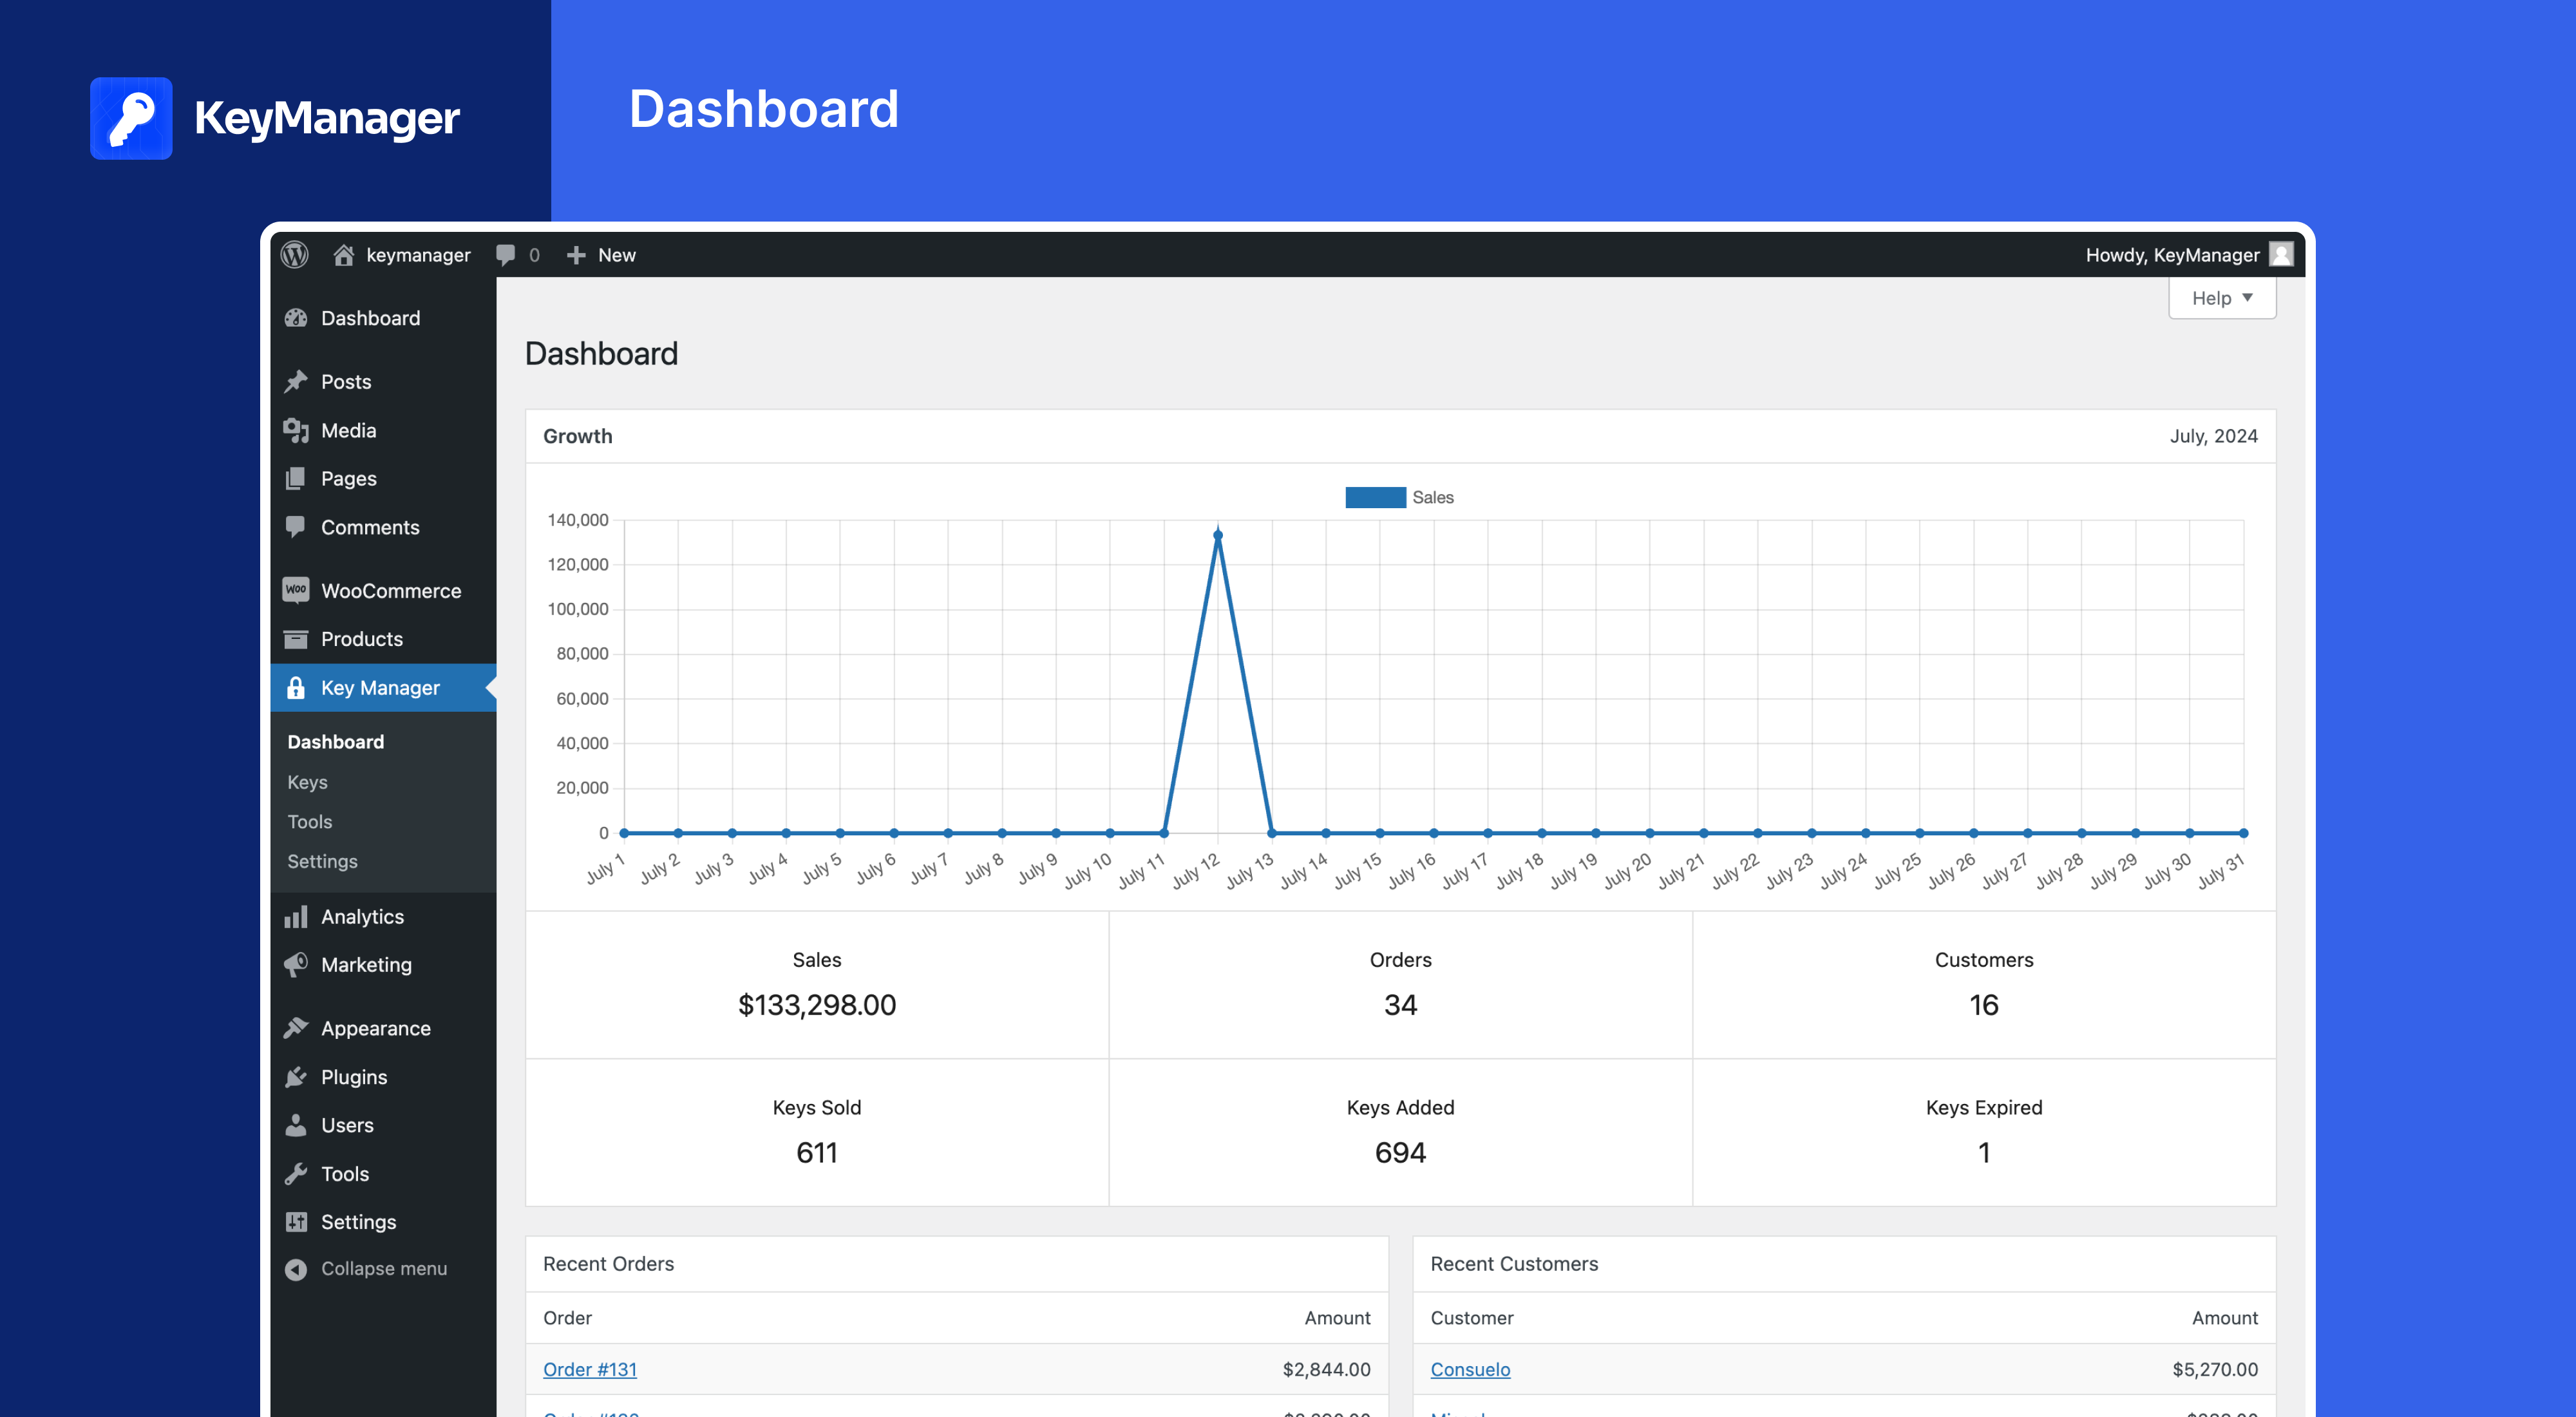 KeyManager
Dashboard
keymanager
0
New
Howdy, KeyManager
Help
Dashboard
Posts
Media
Pages
Comments
WOO
WooCommerce
Products
Key Manager
Dashboard
Keys
Tools
Settings
Analytics
Marketing
Appearance
Plugins
Users
Tools
Settings
Collapse menu
Dashboard
Growth
July, 2024
Sales
140,000
120,000
100,000
80,000
60,000
40,000
20,000
0
July 1
July 2
July 3
July 4
July 5
July 6
July 7
July 8
July 9
July 10
July 11
July 12
July 13
July 14
July 15
July 16
July 17
July 18
July 19
July 20
July 21
July 22
July 23
July 24
July 25
July 26
July 27
July 28
July 29
July 30
July 31
Sales
$133,298.00
Orders
34
Customers
16
Keys Sold
611
Keys Added
694
Keys Expired
1
Recent Orders
Order Amount
Order #131 $2,844.00
Recent Customers
Customer Amount
Consuelo $5,270.00